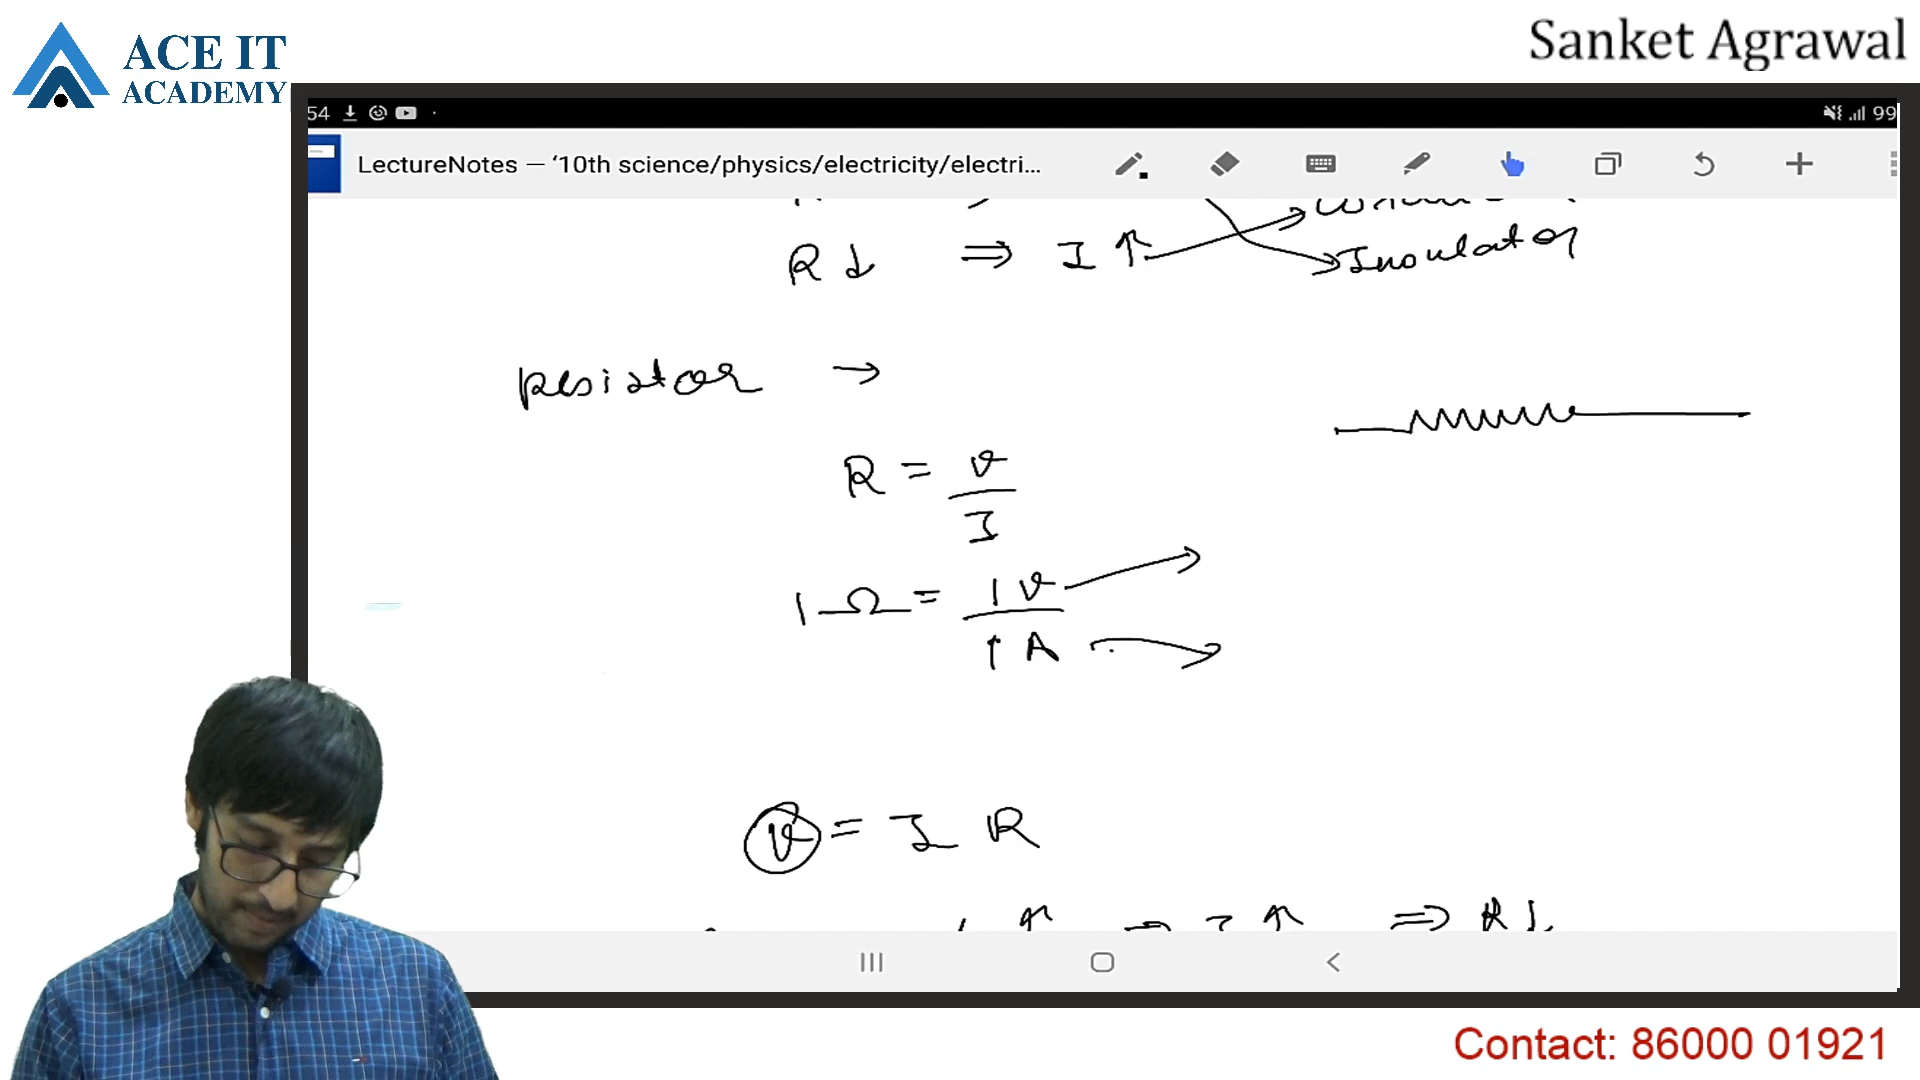 ACE IT
ACADEMY
Sanket Agrawal
54
99
LectureNotes — ‘10th science/physics/electricity/electri...
R↓ ⇒ I↑
Insulator
resistor →
R = V
I
1 Ω = 1 V
1 A
V = I R
⇒ R↓
Contact: 86000 01921